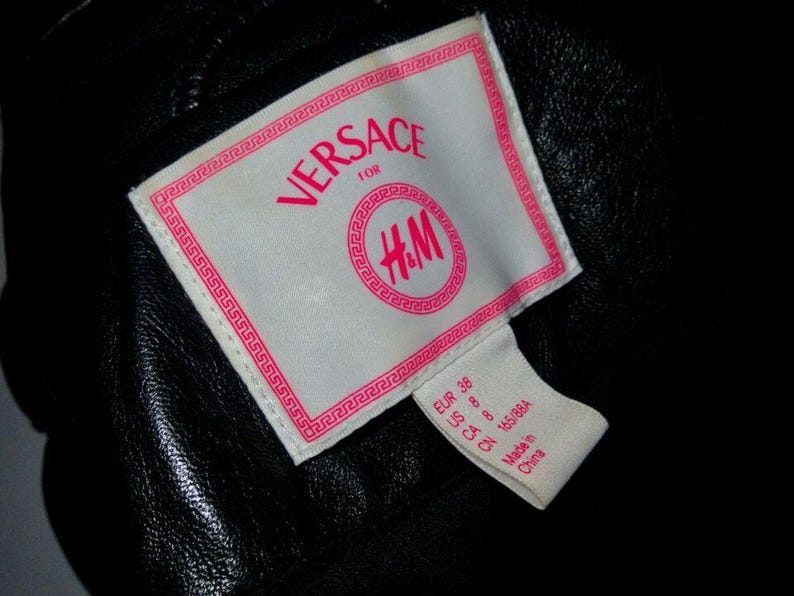 VERSACE
FOR
H&M
EUR 38
US 8
CA 8
CN 165/88A
Made in
China